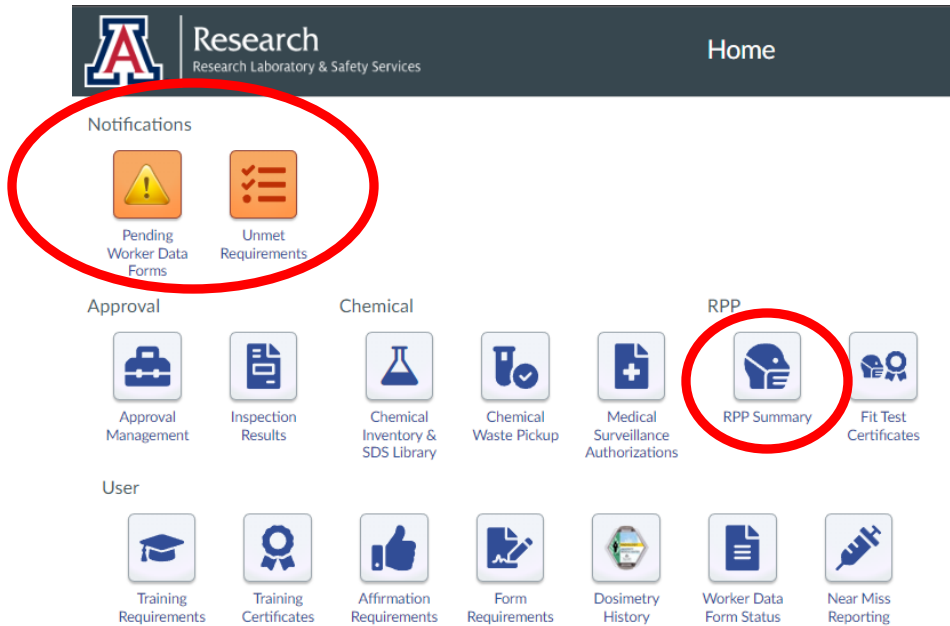 A
Research
Research Laboratory & Safety Services
Home
Notifications
Pending
Worker Data
Forms
Unmet
Requirements
Approval
Chemical
RPP
Approval
Management
Inspection
Results
Chemical
Inventory &
SDS Library
Chemical
Waste Pickup
Medical
Surveillance
Authorizations
RPP Summary
Fit Test
Certificates
User
Training
Requirements
Training
Certificates
Affirmation
Requirements
Form
Requirements
Dosimetry
History
Worker Data
Form Status
Near Miss
Reporting